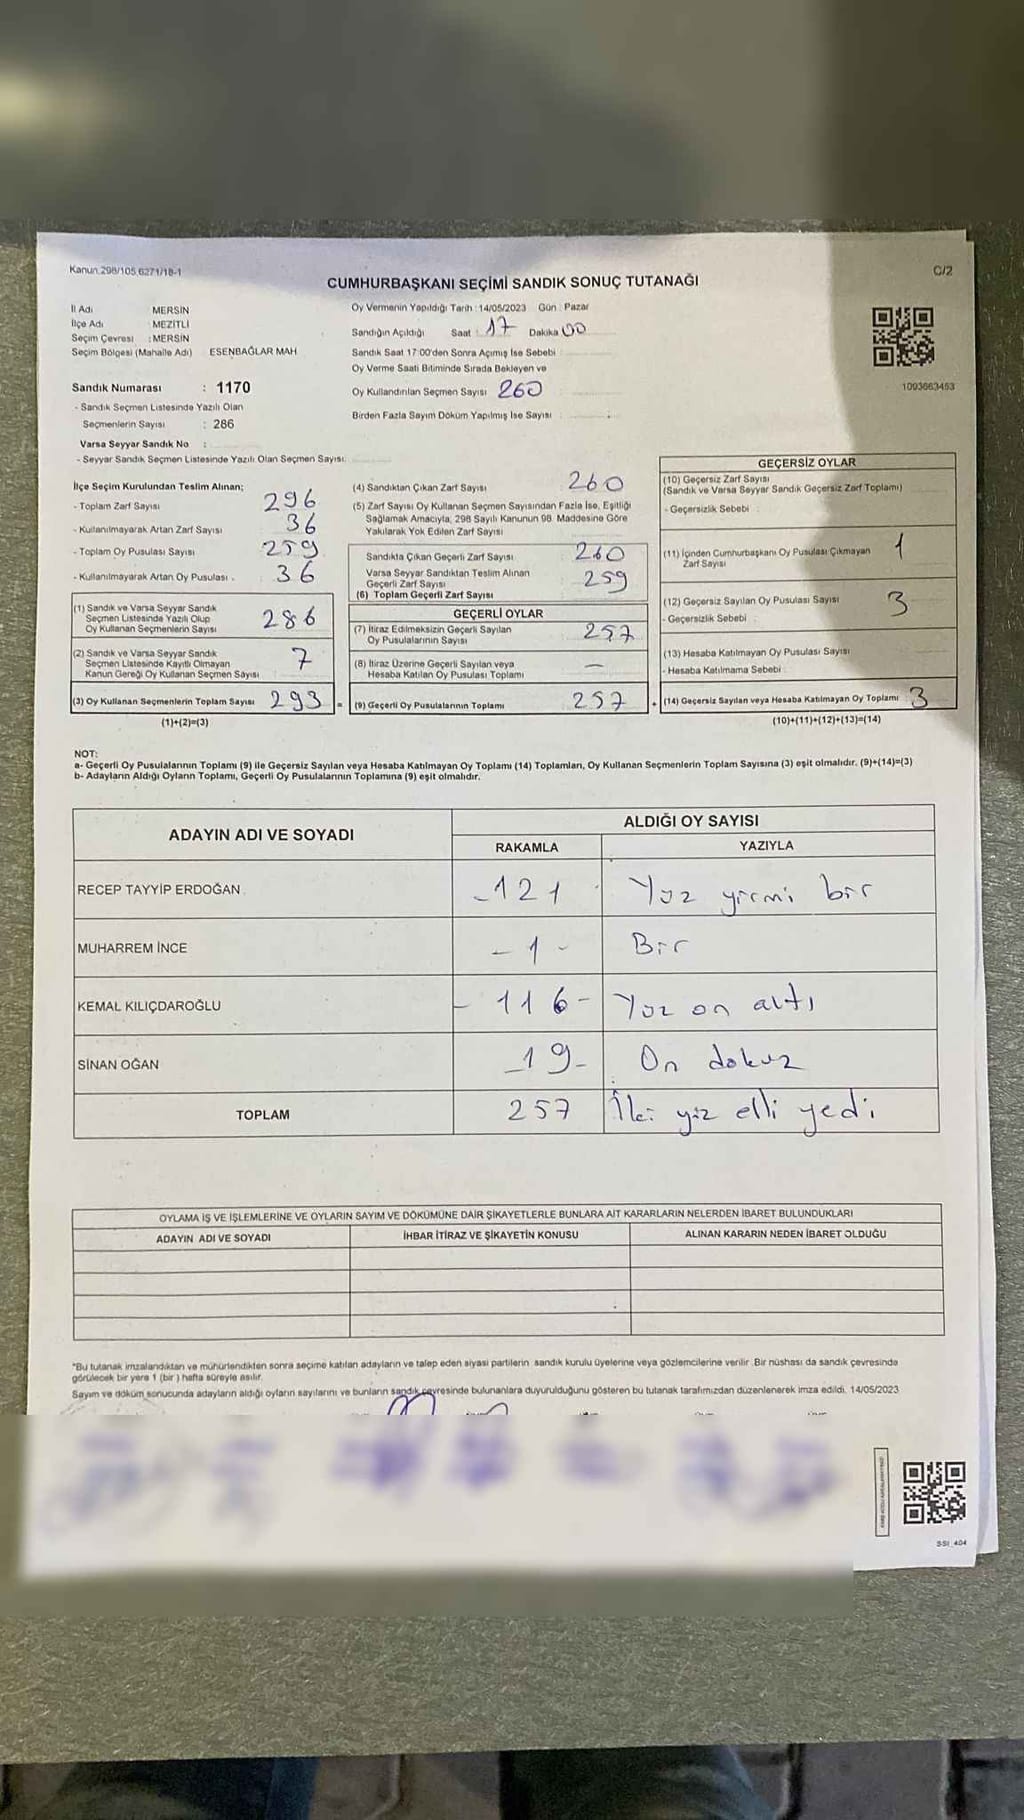 Kanun.298/105,6271/18-1
C/2
CUMHURBAŞKANI SEÇİMİ SANDIK SONUÇ TUTANAĞI
İl Adı : MERSİN
İlçe Adı : MEZİTLİ
Seçim Çevresi : MERSİN
Seçim Bölgesi (Mahalle Adı) ESENBAĞLAR MAH
Sandık Numarası : 1170
- Sandık Seçmen Listesinde Yazılı Olan
Seçmenlerin Sayısı : 286
Varsa Seyyar Sandık No :
- Seyyar Sandık Seçmen Listesinde Yazılı Olan Seçmen Sayısı:
Oy Vermenin Yapıldığı Tarih : 14/05/2023 Gün : Pazar
Sandığın Açıldığı Saat : 17 Dakika 00
Sandık Saat 17:00'den Sonra Açımış İse Sebebi :
Oy Verme Saati Bitiminde Sırada Bekleyen ve
Oy Kullandırılan Seçmen Sayısı : 260
Birden Fazla Sayım Döküm Yapılmış İse Sayısı :
1093663453
İlçe Seçim Kurulundan Teslim Alınan;
- Toplam Zarf Sayısı 296
- Kullanılmayarak Artan Zarf Sayısı 36
- Toplam Oy Pusulası Sayısı 259
- Kullanılmayarak Artan Oy Pusulası 36
(1) Sandık ve Varsa Seyyar Sandık
Seçmen Listesinde Yazılı Olup
Oy Kullanan Seçmenlerin Sayısı 286
(2) Sandık ve Varsa Seyyar Sandık
Seçmen Listesinde Kayıtlı Olmayan
Kanun Gereği Oy Kullanan Seçmen Sayısı 7
(3) Oy Kullanan Seçmenlerin Toplam Sayısı 293 =
(1)+(2)=(3)
(4) Sandıktan Çıkan Zarf Sayısı 260
(5) Zarf Sayısı Oy Kullanan Seçmen Sayısından Fazla İse, Eşitliği
Sağlamak Amacıyla, 298 Sayılı Kanunun 98. Maddesine Göre
Yakılarak Yok Edilen Zarf Sayısı
Sandıkta Çıkan Geçerli Zarf Sayısı 260
Varsa Seyyar Sandıktan Teslim Alınan
Geçerli Zarf Sayısı 259
(6) Toplam Geçerli Zarf Sayısı
GEÇERLİ OYLAR
(7) İtiraz Edilmeksizin Geçerli Sayılan
Oy Pusulalarının Sayısı 257
(8) İtiraz Üzerine Geçerli Sayılan veya
Hesaba Katılan Oy Pusulası Toplamı —
(9) Geçerli Oy Pusulalarının Toplamı 257 +
GEÇERSİZ OYLAR
(10) Geçersiz Zarf Sayısı
(Sandık ve Varsa Seyyar Sandık Geçersiz Zarf Toplamı)
- Geçersizlik Sebebi :
(11) İçinden Cumhurbaşkanı Oy Pusulası Çıkmayan
Zarf Sayısı 1
(12) Geçersiz Sayılan Oy Pusulası Sayısı 3
- Geçersizlik Sebebi :
(13) Hesaba Katılmayan Oy Pusulası Sayısı
- Hesaba Katılmama Sebebi :
(14) Geçersiz Sayılan veya Hesaba Katılmayan Oy Toplamı : 3
(10)+(11)+(12)+(13)=(14)
NOT:
a- Geçerli Oy Pusulalarının Toplamı (9) ile Geçersiz Sayılan veya Hesaba Katılmayan Oy Toplamı (14) Toplamları, Oy Kullanan Seçmenlerin Toplam Sayısına (3) eşit olmalıdır. (9)+(14)=(3)
b- Adayların Aldığı Oyların Toplamı, Geçerli Oy Pusulalarının Toplamına (9) eşit olmalıdır.
ADAYIN ADI VE SOYADI
ALDIĞI OY SAYISI
RAKAMLA YAZIYLA
RECEP TAYYİP ERDOĞAN -121 Yüz yirmi bir
MUHARREM İNCE -1- Bir
KEMAL KILIÇDAROĞLU -116- Yüz on altı
SİNAN OĞAN -19- On dokuz
TOPLAM 257 İki yüz elli yedi
OYLAMA İŞ VE İŞLEMLERİNE VE OYLARIN SAYIM VE DÖKÜMÜNE DAİR ŞİKAYETLERLE BUNLARA AİT KARARLARIN NELERDEN İBARET BULUNDUKLARI
ADAYIN ADI VE SOYADI İHBAR İTİRAZ VE ŞİKAYETİN KONUSU ALINAN KARARIN NEDEN İBARET OLDUĞU
*Bu tutanak imzalandıktan ve mühürlendikten sonra seçime katılan adayların ve talep eden siyasi partilerin sandık kurulu üyelerine veya gözlemcilerine verilir .Bir nüshası da sandık çevresinde
görülecek bir yere 1 (bir ) hafta süreyle asılır.
Sayım ve döküm sonucunda adayların aldığı oyların sayılarını ve bunların sandık çevresinde bulunanlara duyurulduğunu gösteren bu tutanak tarafımızdan düzenlenerek imza edildi. 14/05/2023
SSI_404